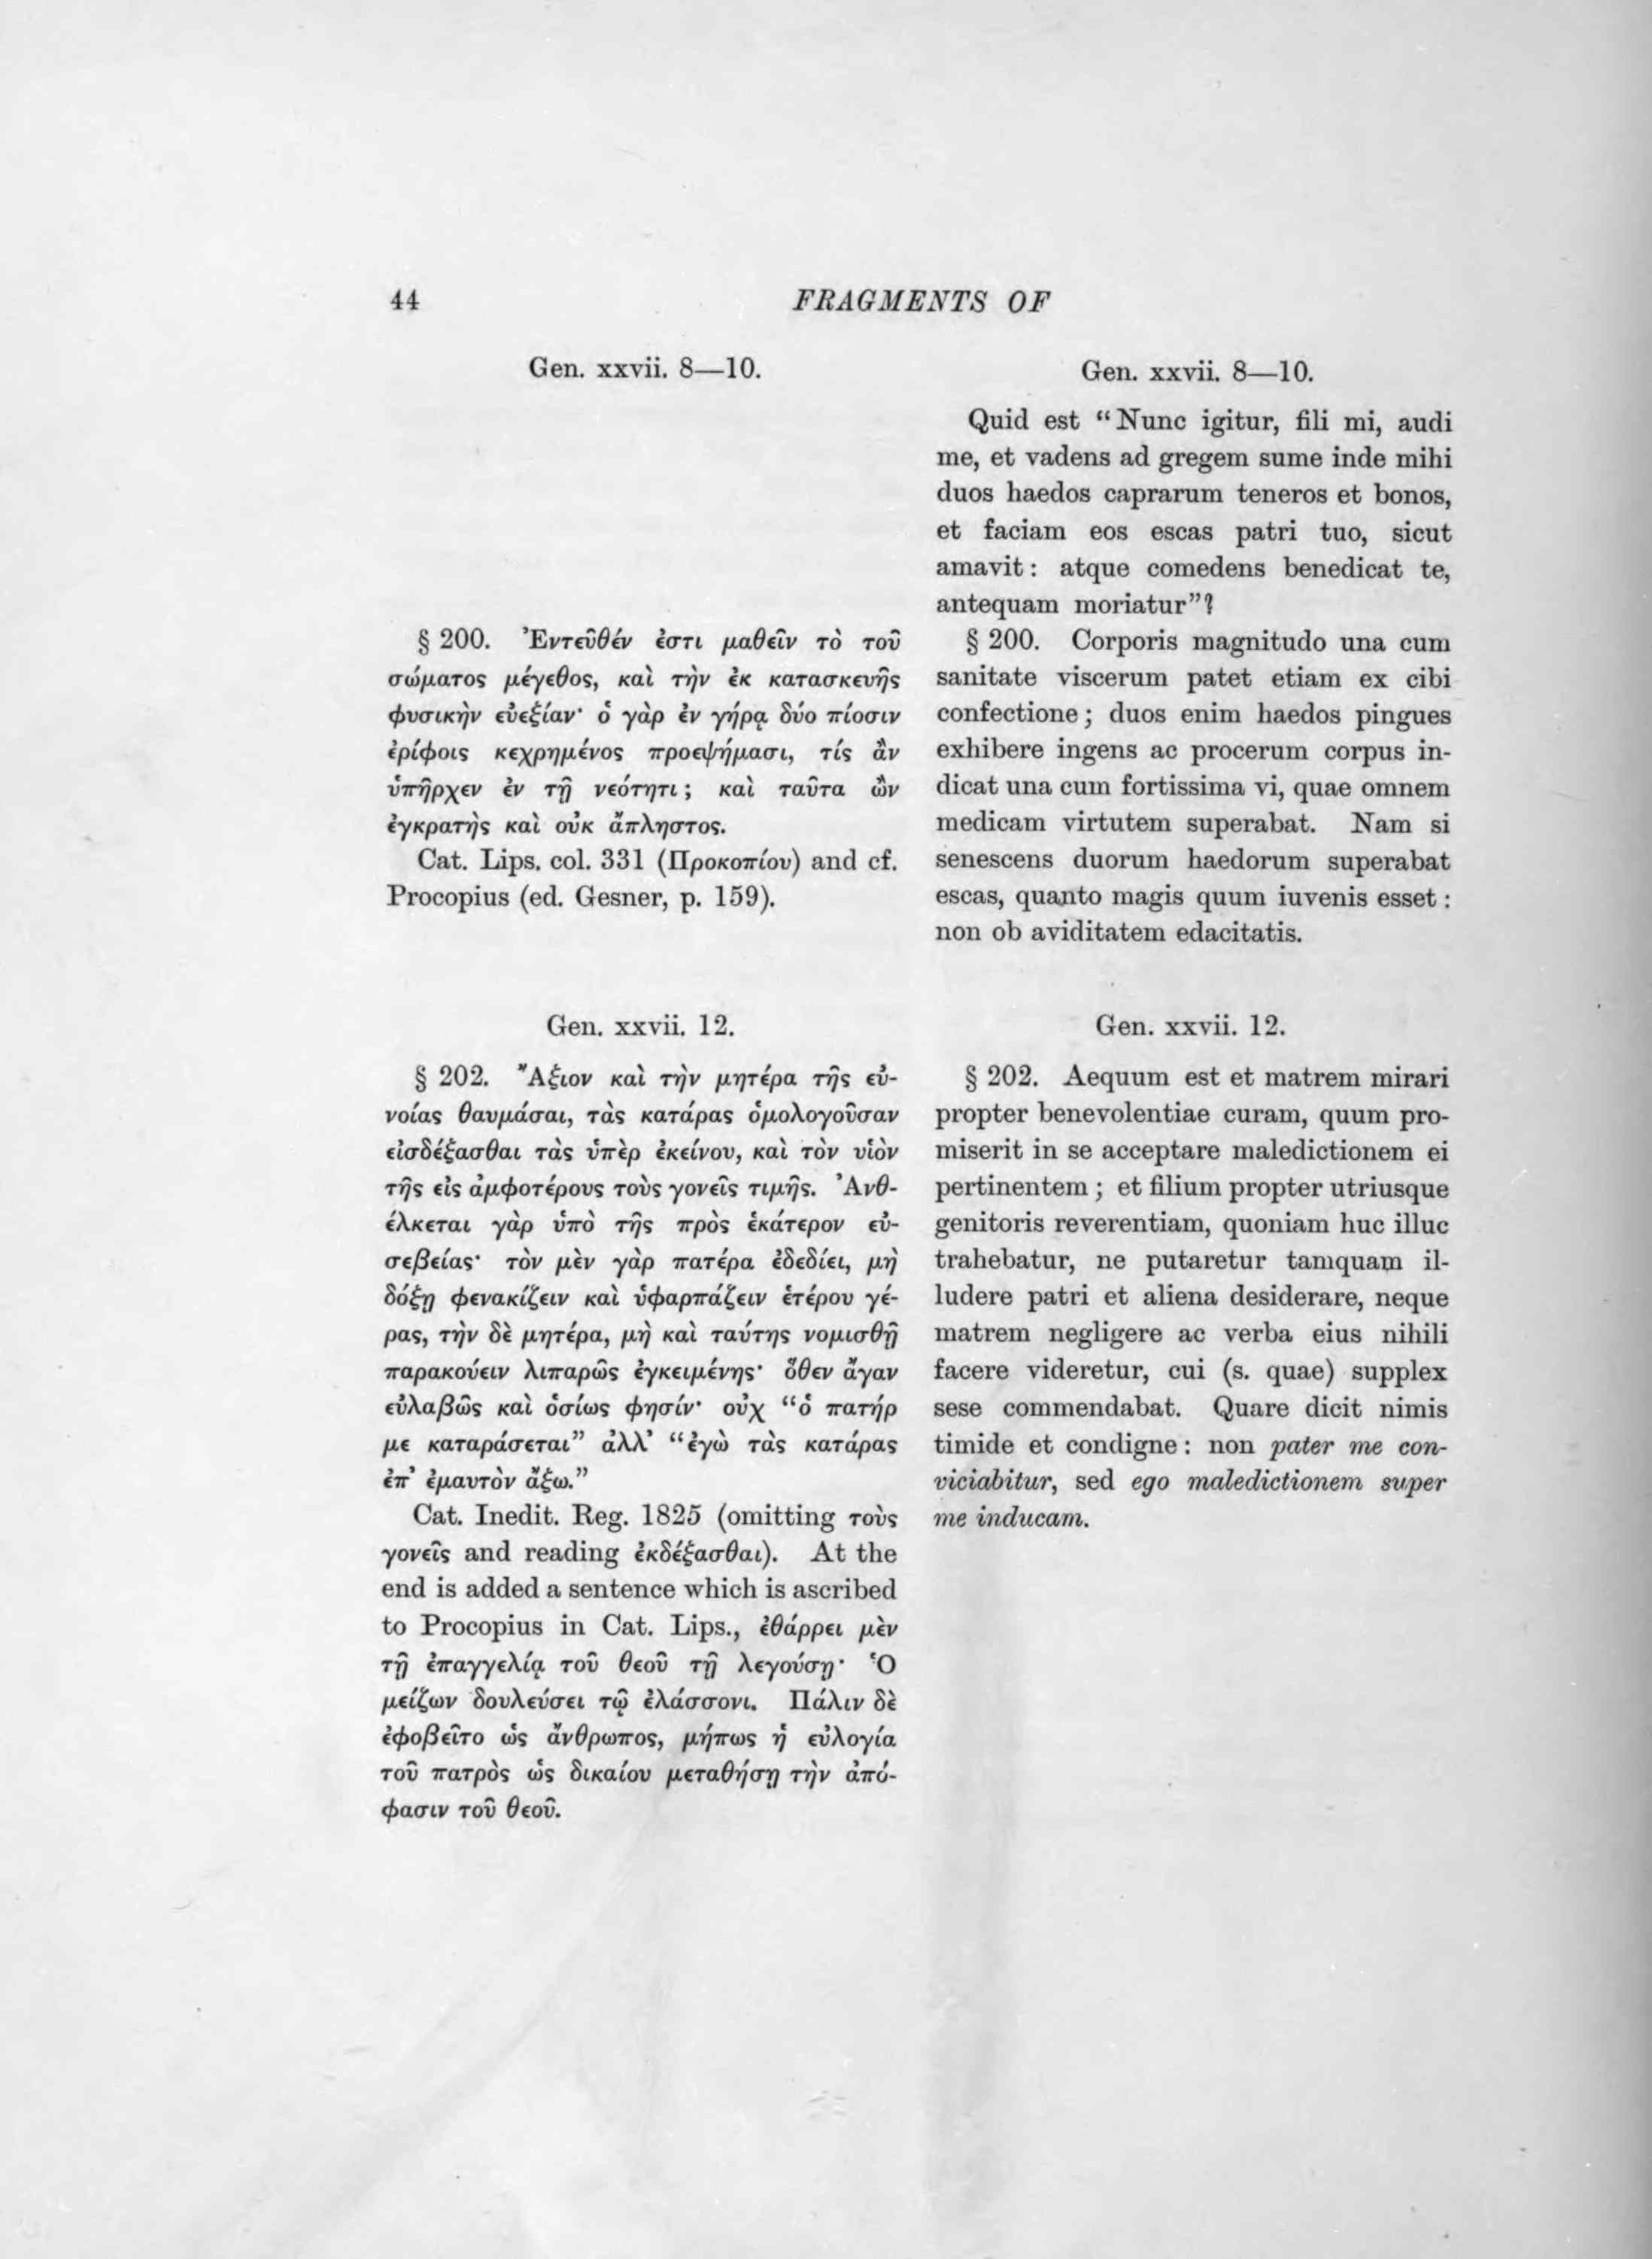 44
FRAGMENTS OF
Gen. xxvii. 8—10.
§ 200. Ἐντεῦθέν ἐστι μαθεῖν τὸ τοῦ
σώματος μέγεθος, καὶ τὴν ἐκ κατασκευῆς
φυσικὴν εὐεξίαν· ὁ γὰρ ἐν γήρᾳ δύο πίοσιν
ἐρίφοις κεχρημένος προεψήμασι, τίς ἂν
ὑπῆρχεν ἐν τῇ νεότητι; καὶ ταῦτα ὢν
ἐγκρατὴς καὶ οὐκ ἄπληστος.
Cat. Lips. col. 331 (Προκοπίου) and cf.
Procopius (ed. Gesner, p. 159).
Gen. xxvii. 12.
§ 202. Ἄξιον καὶ τὴν μητέρα τῆς εὐ-
νοίας θαυμάσαι, τὰς κατάρας ὁμολογοῦσαν
εἰσδέξασθαι τὰς ὑπὲρ ἐκείνου, καὶ τὸν υἱὸν
τῆς εἰς ἀμφοτέρους τοὺς γονεῖς τιμῆς. Ἀνθ-
έλκεται γὰρ ὑπὸ τῆς πρὸς ἑκάτερον εὐ-
σεβείας· τὸν μὲν γὰρ πατέρα ἐδεδίει, μὴ
δόξῃ φενακίζειν καὶ ὑφαρπάζειν ἑτέρου γέ-
ρας, τὴν δὲ μητέρα, μὴ καὶ ταύτης νομισθῇ
παρακούειν λιπαρῶς ἐγκειμένης· ὅθεν ἄγαν
εὐλαβῶς καὶ ὁσίως φησίν· οὐχ “ὁ πατήρ
με καταράσεται” ἀλλ’ “ἐγὼ τὰς κατάρας
ἐπ’ ἐμαυτὸν ἄξω.”
Cat. Inedit. Reg. 1825 (omitting τοὺς
γονεῖς and reading ἐκδέξασθαι). At the
end is added a sentence which is ascribed
to Procopius in Cat. Lips., ἐθάρρει μὲν
τῇ ἐπαγγελίᾳ τοῦ θεοῦ τῇ λεγούσῃ· Ὁ
μείζων δουλεύσει τῷ ἐλάσσονι. Πάλιν δὲ
ἐφοβεῖτο ὡς ἄνθρωπος, μήπως ἡ εὐλογία
τοῦ πατρὸς ὡς δικαίου μεταθήσῃ τὴν ἀπό-
φασιν τοῦ θεοῦ.
Gen. xxvii. 8—10.
Quid est “Nunc igitur, fili mi, audi
me, et vadens ad gregem sume inde mihi
duos haedos caprarum teneros et bonos,
et faciam eos escas patri tuo, sicut
amavit: atque comedens benedicat te,
antequam moriatur”?
§ 200. Corporis magnitudo una cum
sanitate viscerum patet etiam ex cibi
confectione; duos enim haedos pingues
exhibere ingens ac procerum corpus in-
dicat una cum fortissima vi, quae omnem
medicam virtutem superabat. Nam si
senescens duorum haedorum superabat
escas, quanto magis quum iuvenis esset:
non ob aviditatem edacitatis.
Gen. xxvii. 12.
§ 202. Aequum est et matrem mirari
propter benevolentiae curam, quum pro-
miserit in se acceptare maledictionem ei
pertinentem; et filium propter utriusque
genitoris reverentiam, quoniam huc illuc
trahebatur, ne putaretur tamquam il-
ludere patri et aliena desiderare, neque
matrem negligere ac verba eius nihili
facere videretur, cui (s. quae) supplex
sese commendabat. Quare dicit nimis
timide et condigne: non pater me con-
viciabitur, sed ego maledictionem super
me inducam.